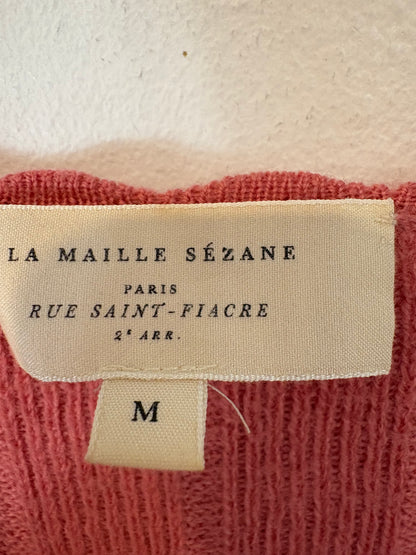 LA MAILLE SÉZANE
PARIS
RUE SAINT-FIACRE
2ᵉ ARR.
M